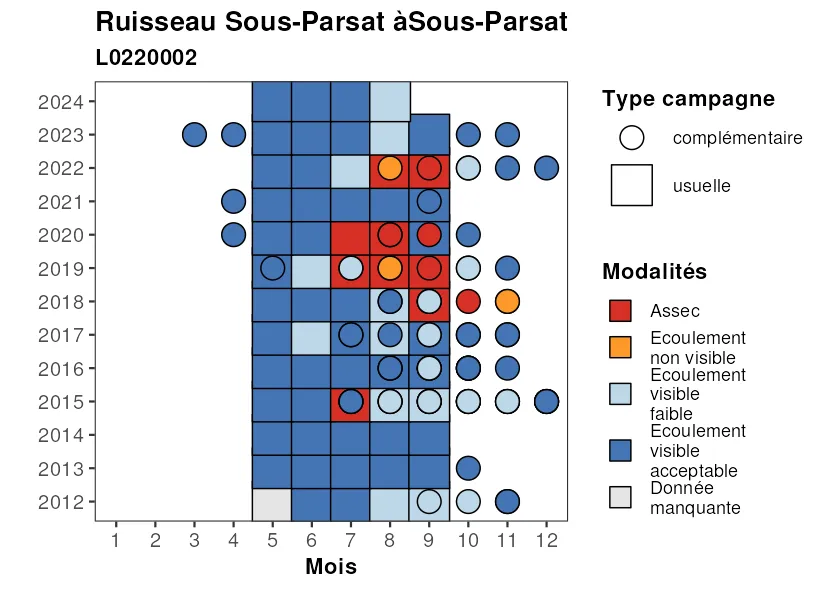 Ruisseau Sous-Parsat àSous-Parsat
L0220002
2024
2023
2022
2021
2020
2019
2018
2017
2016
2015
2014
2013
2012
1 2 3 4 5 6 7 8 9 10 11 12
Mois
Type campagne
complémentaire
usuelle
Modalités
Assec
Ecoulement
non visible
Ecoulement
visible
faible
Ecoulement
visible
acceptable
Donnée
manquante